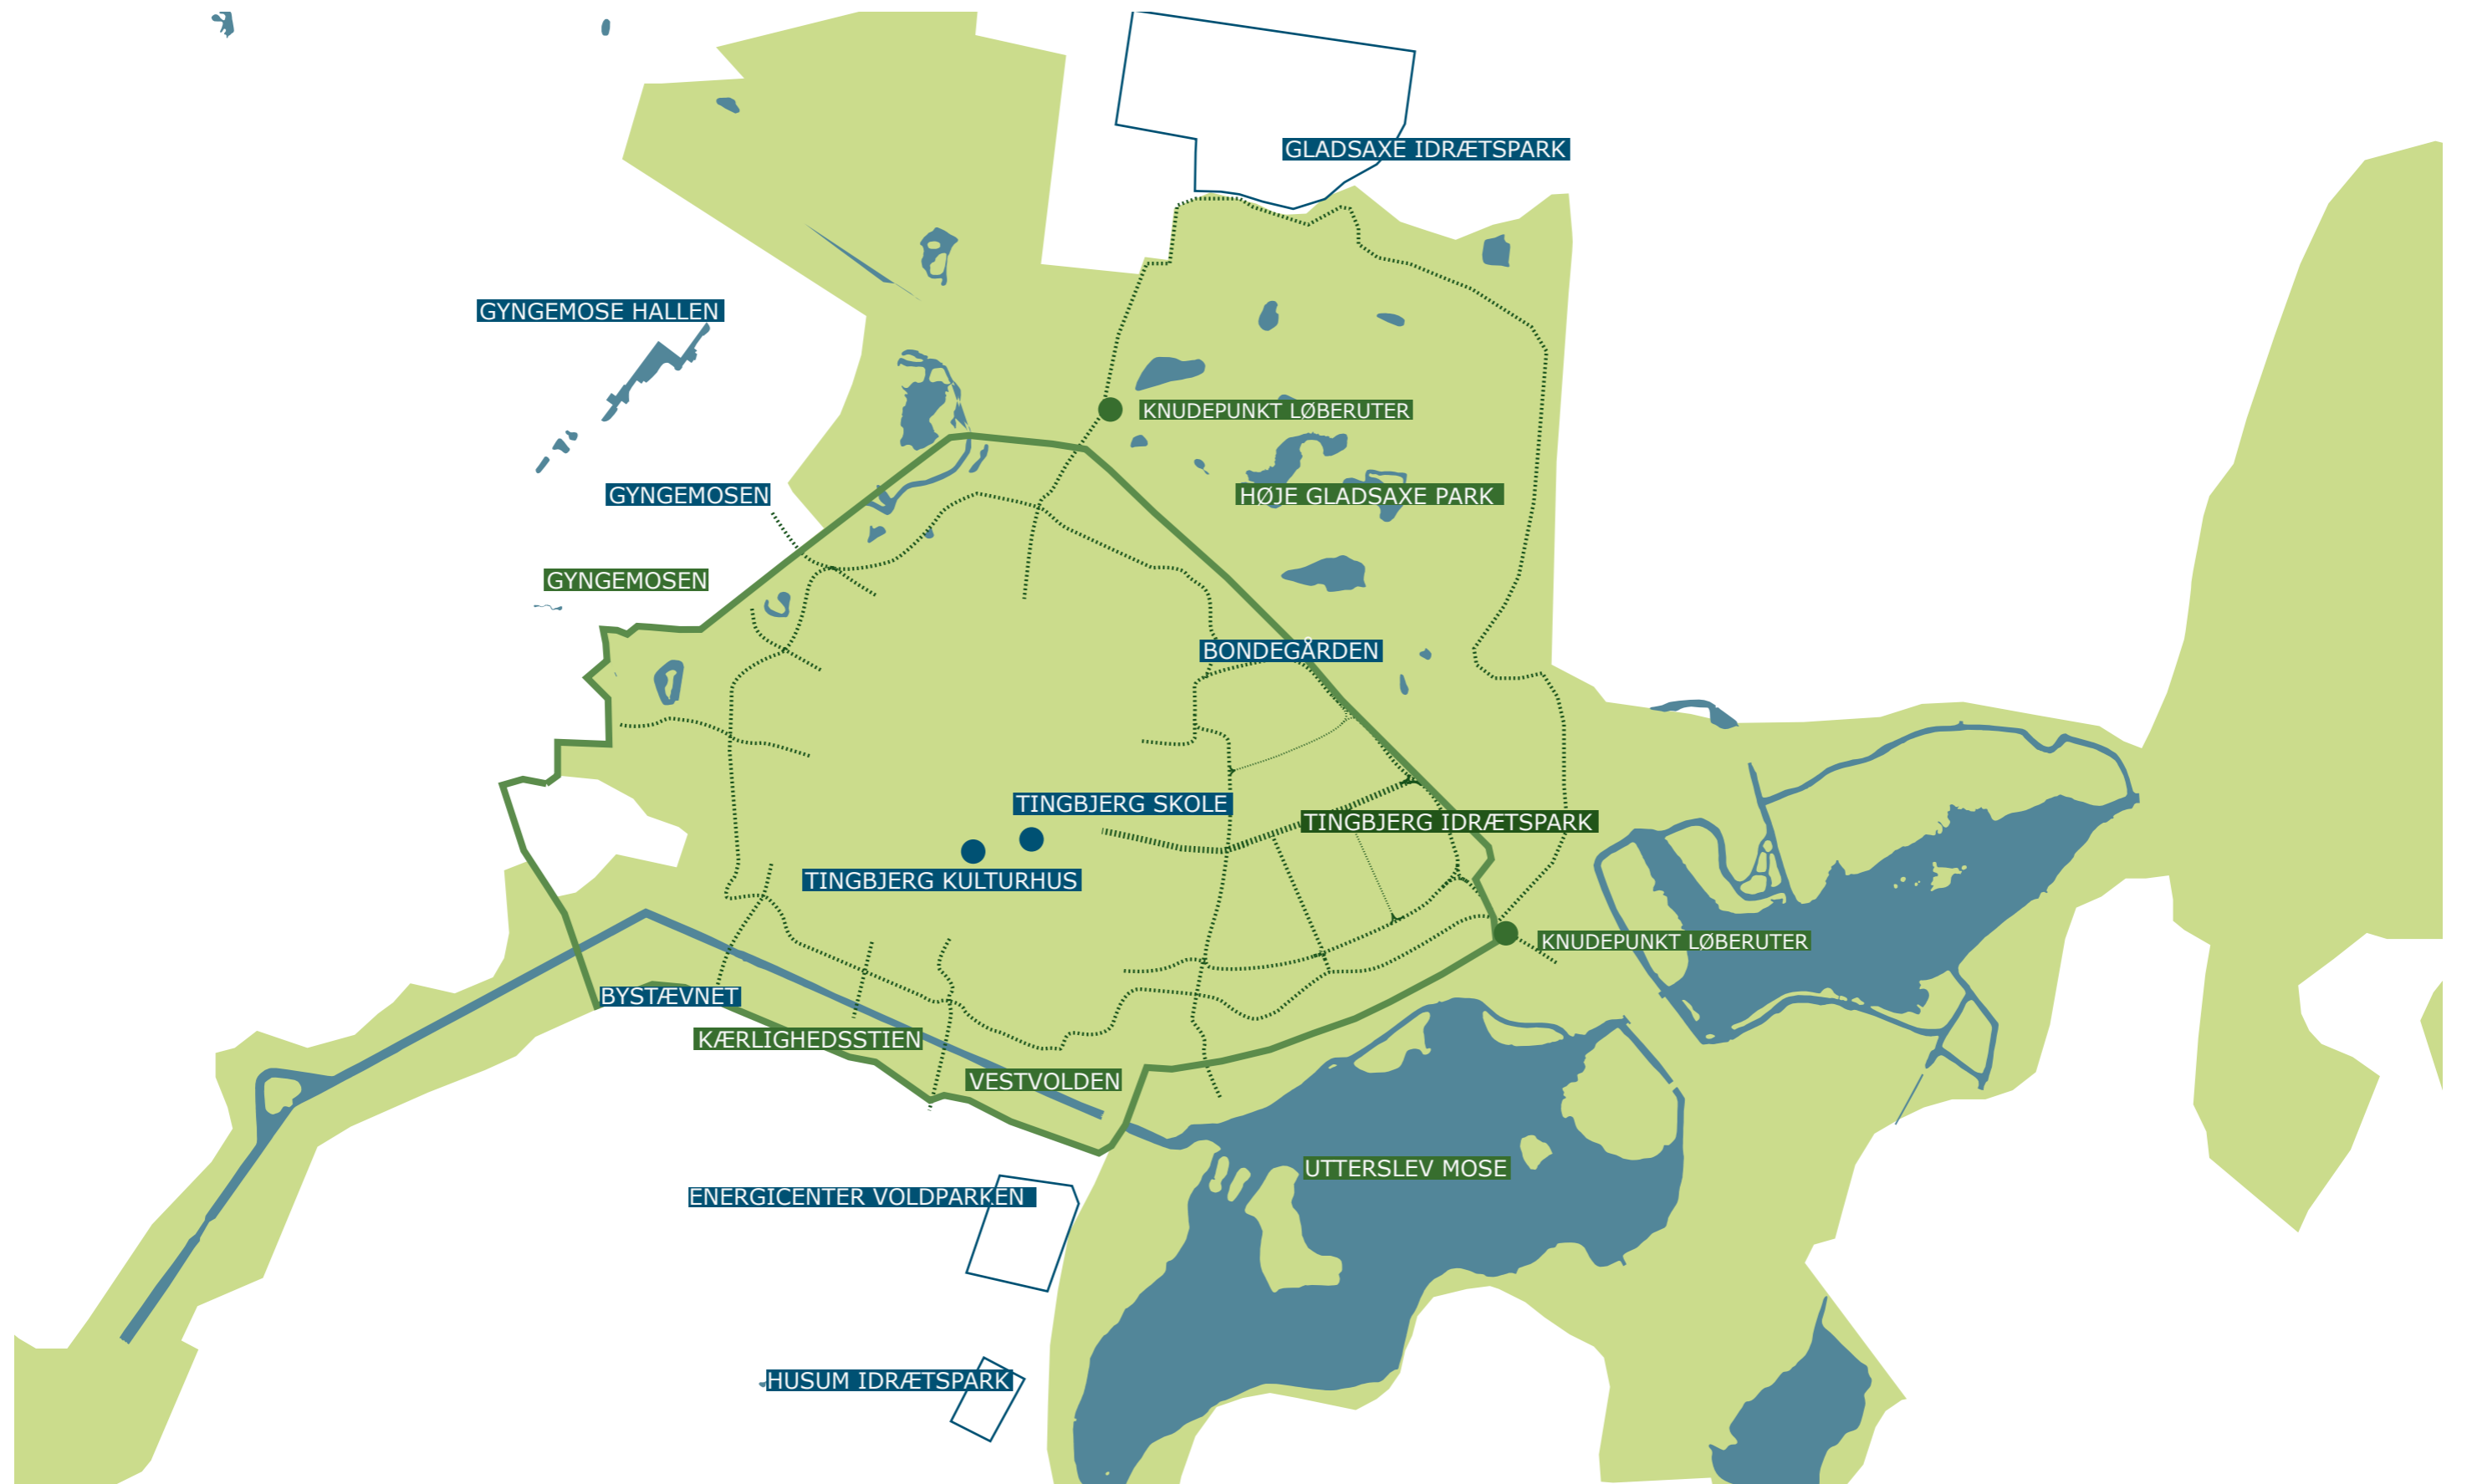 GLADSAXE IDRÆTSPARK
GYNGEMOSE HALLEN
KNUDEPUNKT LØBERUTER
GYNGEMOSEN
HØJE GLADSAXE PARK
GYNGEMOSEN
BONDEGÅRDEN
TINGBJERG SKOLE
TINGBJERG IDRÆTSPARK
TINGBJERG KULTURHUS
KNUDEPUNKT LØBERUTER
BYSTÆVNET
KÆRLIGHEDSSTIEN
VESTVOLDEN
UTTERSLEV MOSE
ENERGICENTER VOLDPARKEN
HUSUM IDRÆTSPARK